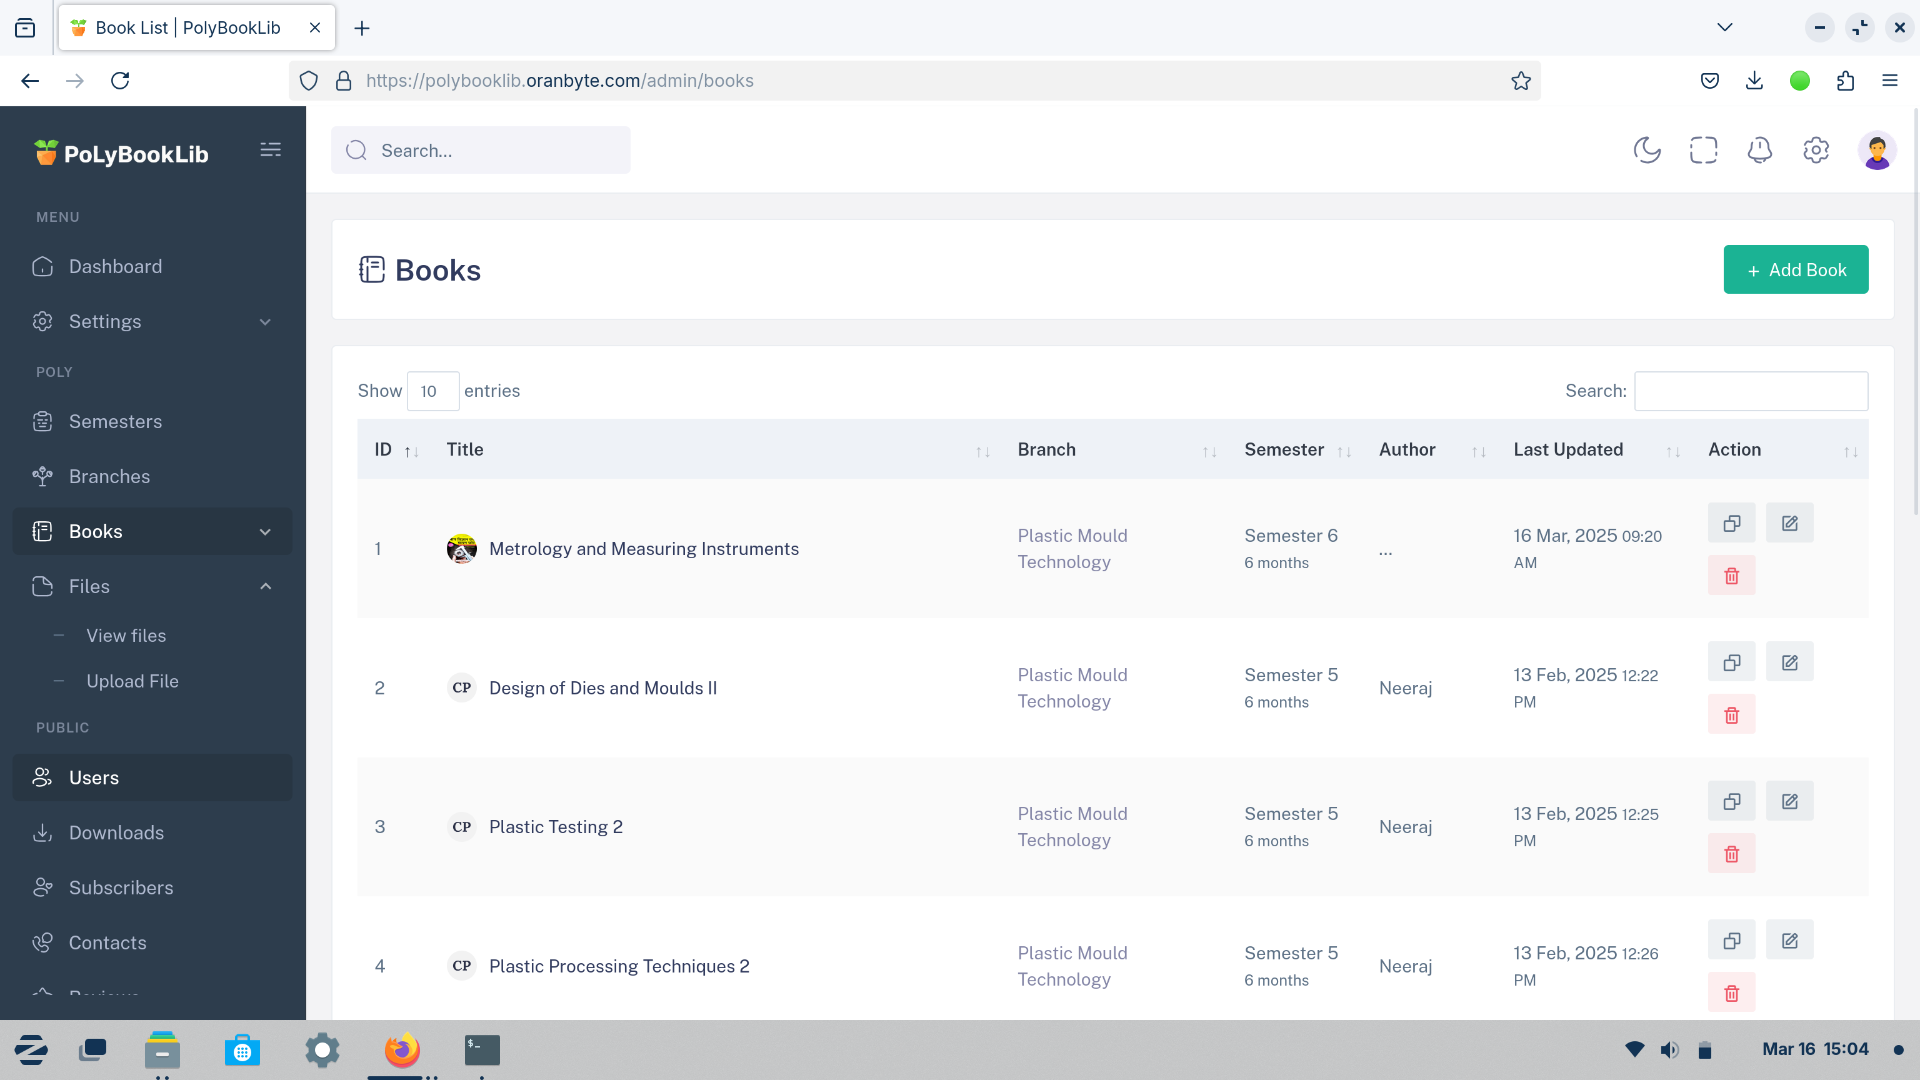 Book List | PolyBookLib
https://polybooklib.oranbyte.com/admin/books
PoLyBookLib
Search...
MENU
Dashboard
Settings
POLY
Semesters
Branches
Books
Files
View files
Upload File
PUBLIC
Users
Downloads
Subscribers
Contacts
Books
+ Add Book
Show 10 entries
Search:
ID Title Branch Semester Author Last Updated Action
1 Metrology and Measuring Instruments Plastic Mould Technology Semester 6 6 months ... 16 Mar, 2025 09:20 AM
2 CP Design of Dies and Moulds II Plastic Mould Technology Semester 5 6 months Neeraj 13 Feb, 2025 12:22 PM
3 CP Plastic Testing 2 Plastic Mould Technology Semester 5 6 months Neeraj 13 Feb, 2025 12:25 PM
4 CP Plastic Processing Techniques 2 Plastic Mould Technology Semester 5 6 months Neeraj 13 Feb, 2025 12:26 PM
$-
Mar 16 15:04